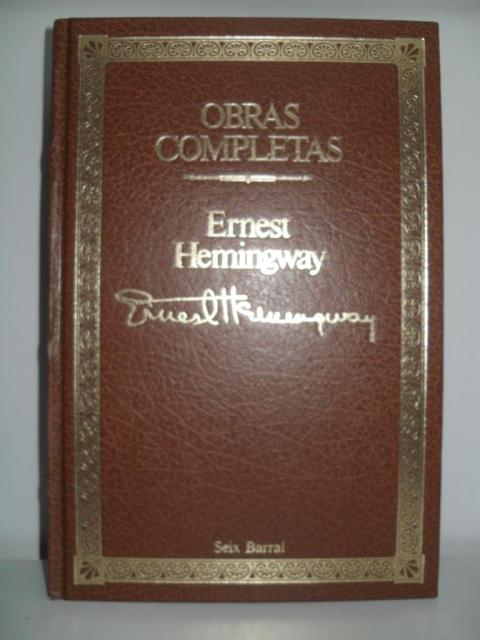 OBRAS
COMPLETAS
Ernest
Hemingway
Ernest Hemingway
Seix Barral